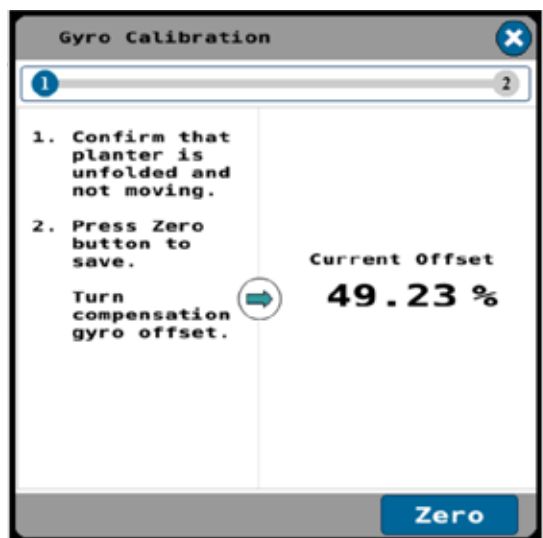 Gyro Calibration
1 2
1. Confirm that
planter is
unfolded and
not moving.
2. Press Zero
button to
save.
Turn
compensation
gyro offset.
Current Offset
49.23 %
Zero